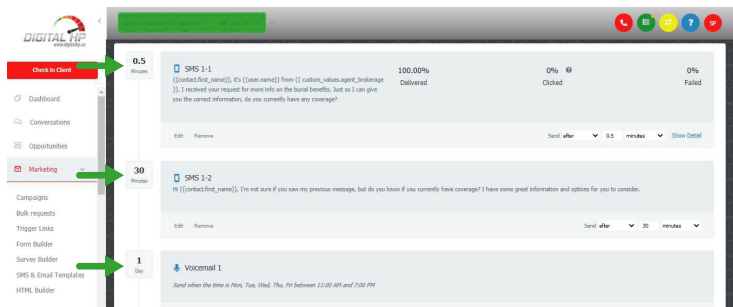 DIGITAL HP
www.digitalhp.co
Check In Client
Dashboard
Conversations
Opportunities
Marketing
Campaigns
Bulk requests
Trigger Links
Form Builder
Survey Builder
SMS & Email Templates
HTML Builder
?
SP
0.5
Minutes
SMS 1-1
{{contact.first_name}}, it's {{user.name}} from {{ custom_values.agent_brokerage
}}. I received your request for more info on the burial benefits. Just so I can give
you the correct information, do you currently have any coverage?
100.00%
Delivered
0%
Clicked
0%
Failed
Edit Remove
Send after 0.5 minutes Show Detail
30
Minutes
SMS 1-2
Hi {{contact.first_name}}, I'm not sure if you saw my previous message, but do you know if you currently have coverage? I have some great information and options for you to consider.
Edit Remove
Send after 30 minutes
1
Day
Voicemail 1
Send when the time is Mon, Tue, Wed, Thu, Fri between 11:00 AM and 7:00 PM